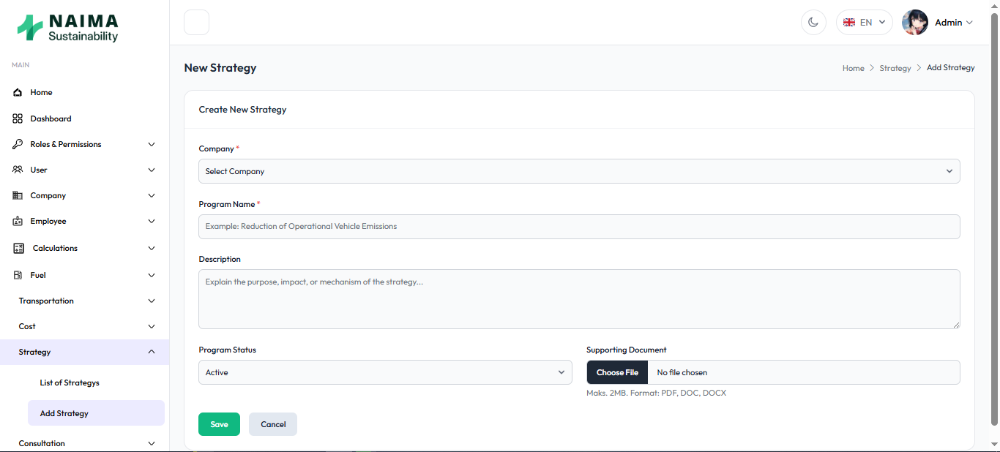 NAIMA
Sustainability
EN
Admin
MAIN
Home
Dashboard
Roles & Permissions
User
Company
Employee
Calculations
Fuel
Transportation
Cost
Strategy
List of Strategys
Add Strategy
Consultation
New Strategy
Home > Strategy > Add Strategy
Create New Strategy
Company *
Select Company
Program Name *
Example: Reduction of Operational Vehicle Emissions
Description
Explain the purpose, impact, or mechanism of the strategy...
Program Status
Active
Supporting Document
Choose File No file chosen
Maks. 2MB. Format: PDF, DOC, DOCX
Save Cancel